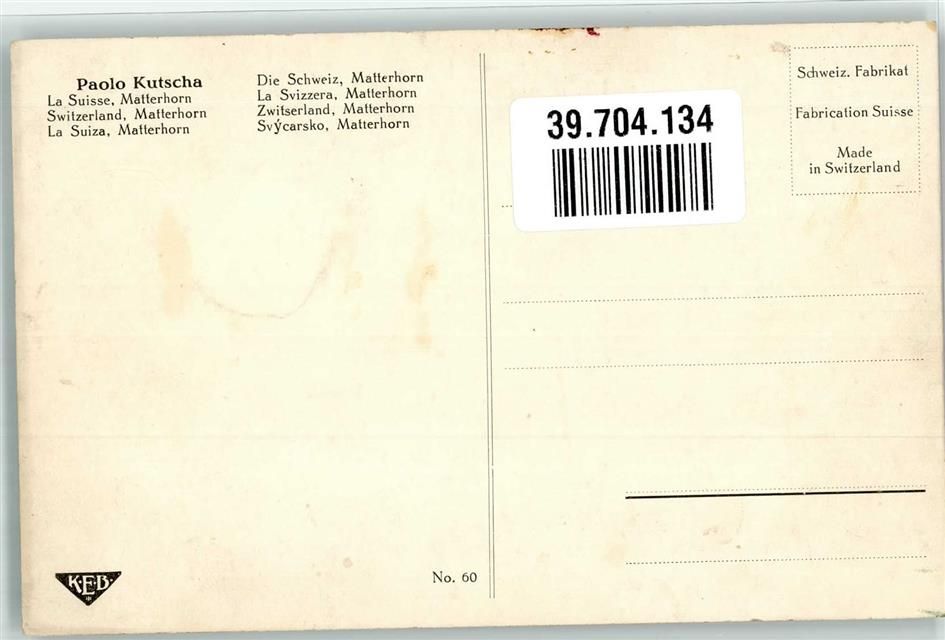 Paolo Kutscha
La Suisse, Matterhorn
Switzerland, Matterhorn
La Suiza, Matterhorn
Die Schweiz, Matterhorn
La Svizzera, Matterhorn
Zwitserland, Matterhorn
Svýcarsko, Matterhorn
39.704.134
Schweiz. Fabrikat
Fabrication Suisse
Made
in Switzerland
K.E.B.
No. 60